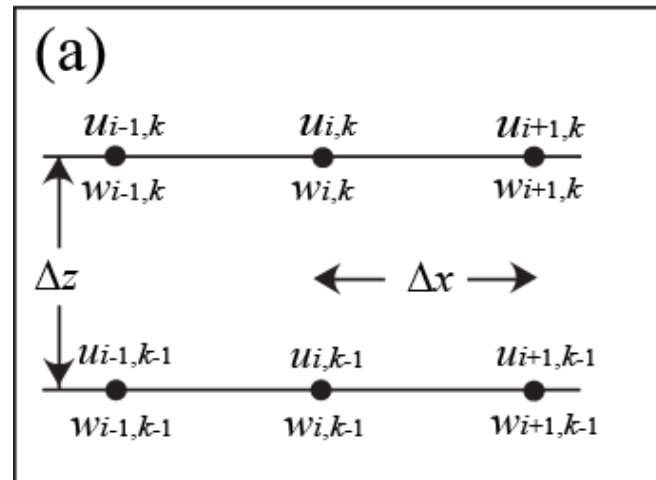 (a)
ui-1,k ui,k ui+1,k
wi-1,k wi,k wi+1,k
Δz Δx
ui-1,k-1 ui,k-1 ui+1,k-1
wi-1,k-1 wi,k-1 wi+1,k-1